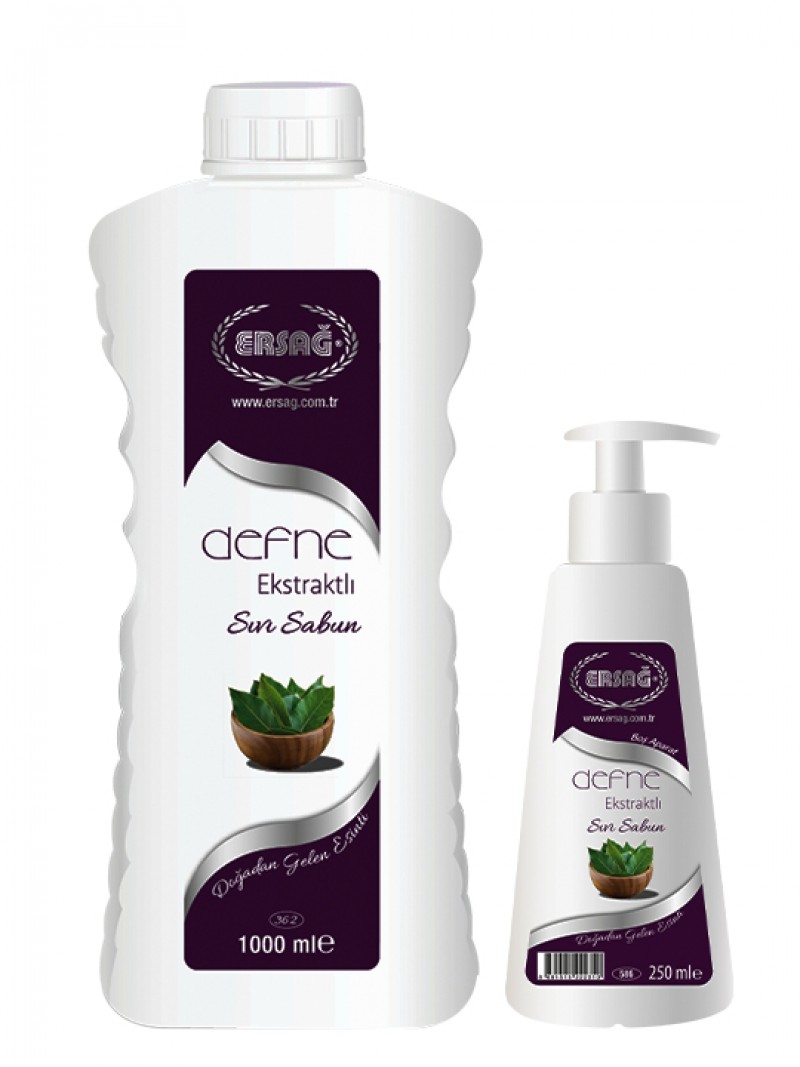 ERSAĞ®
www.ersag.com.tr
defne
Ekstraktlı
Sıvı Sabun
Doğadan Gelen Esinti
362
1000 ml e
ERSAĞ®
www.ersag.com.tr
Boş Aparat
defne
Ekstraktlı
Sıvı Sabun
Doğadan Gelen Esinti
586
250 ml e